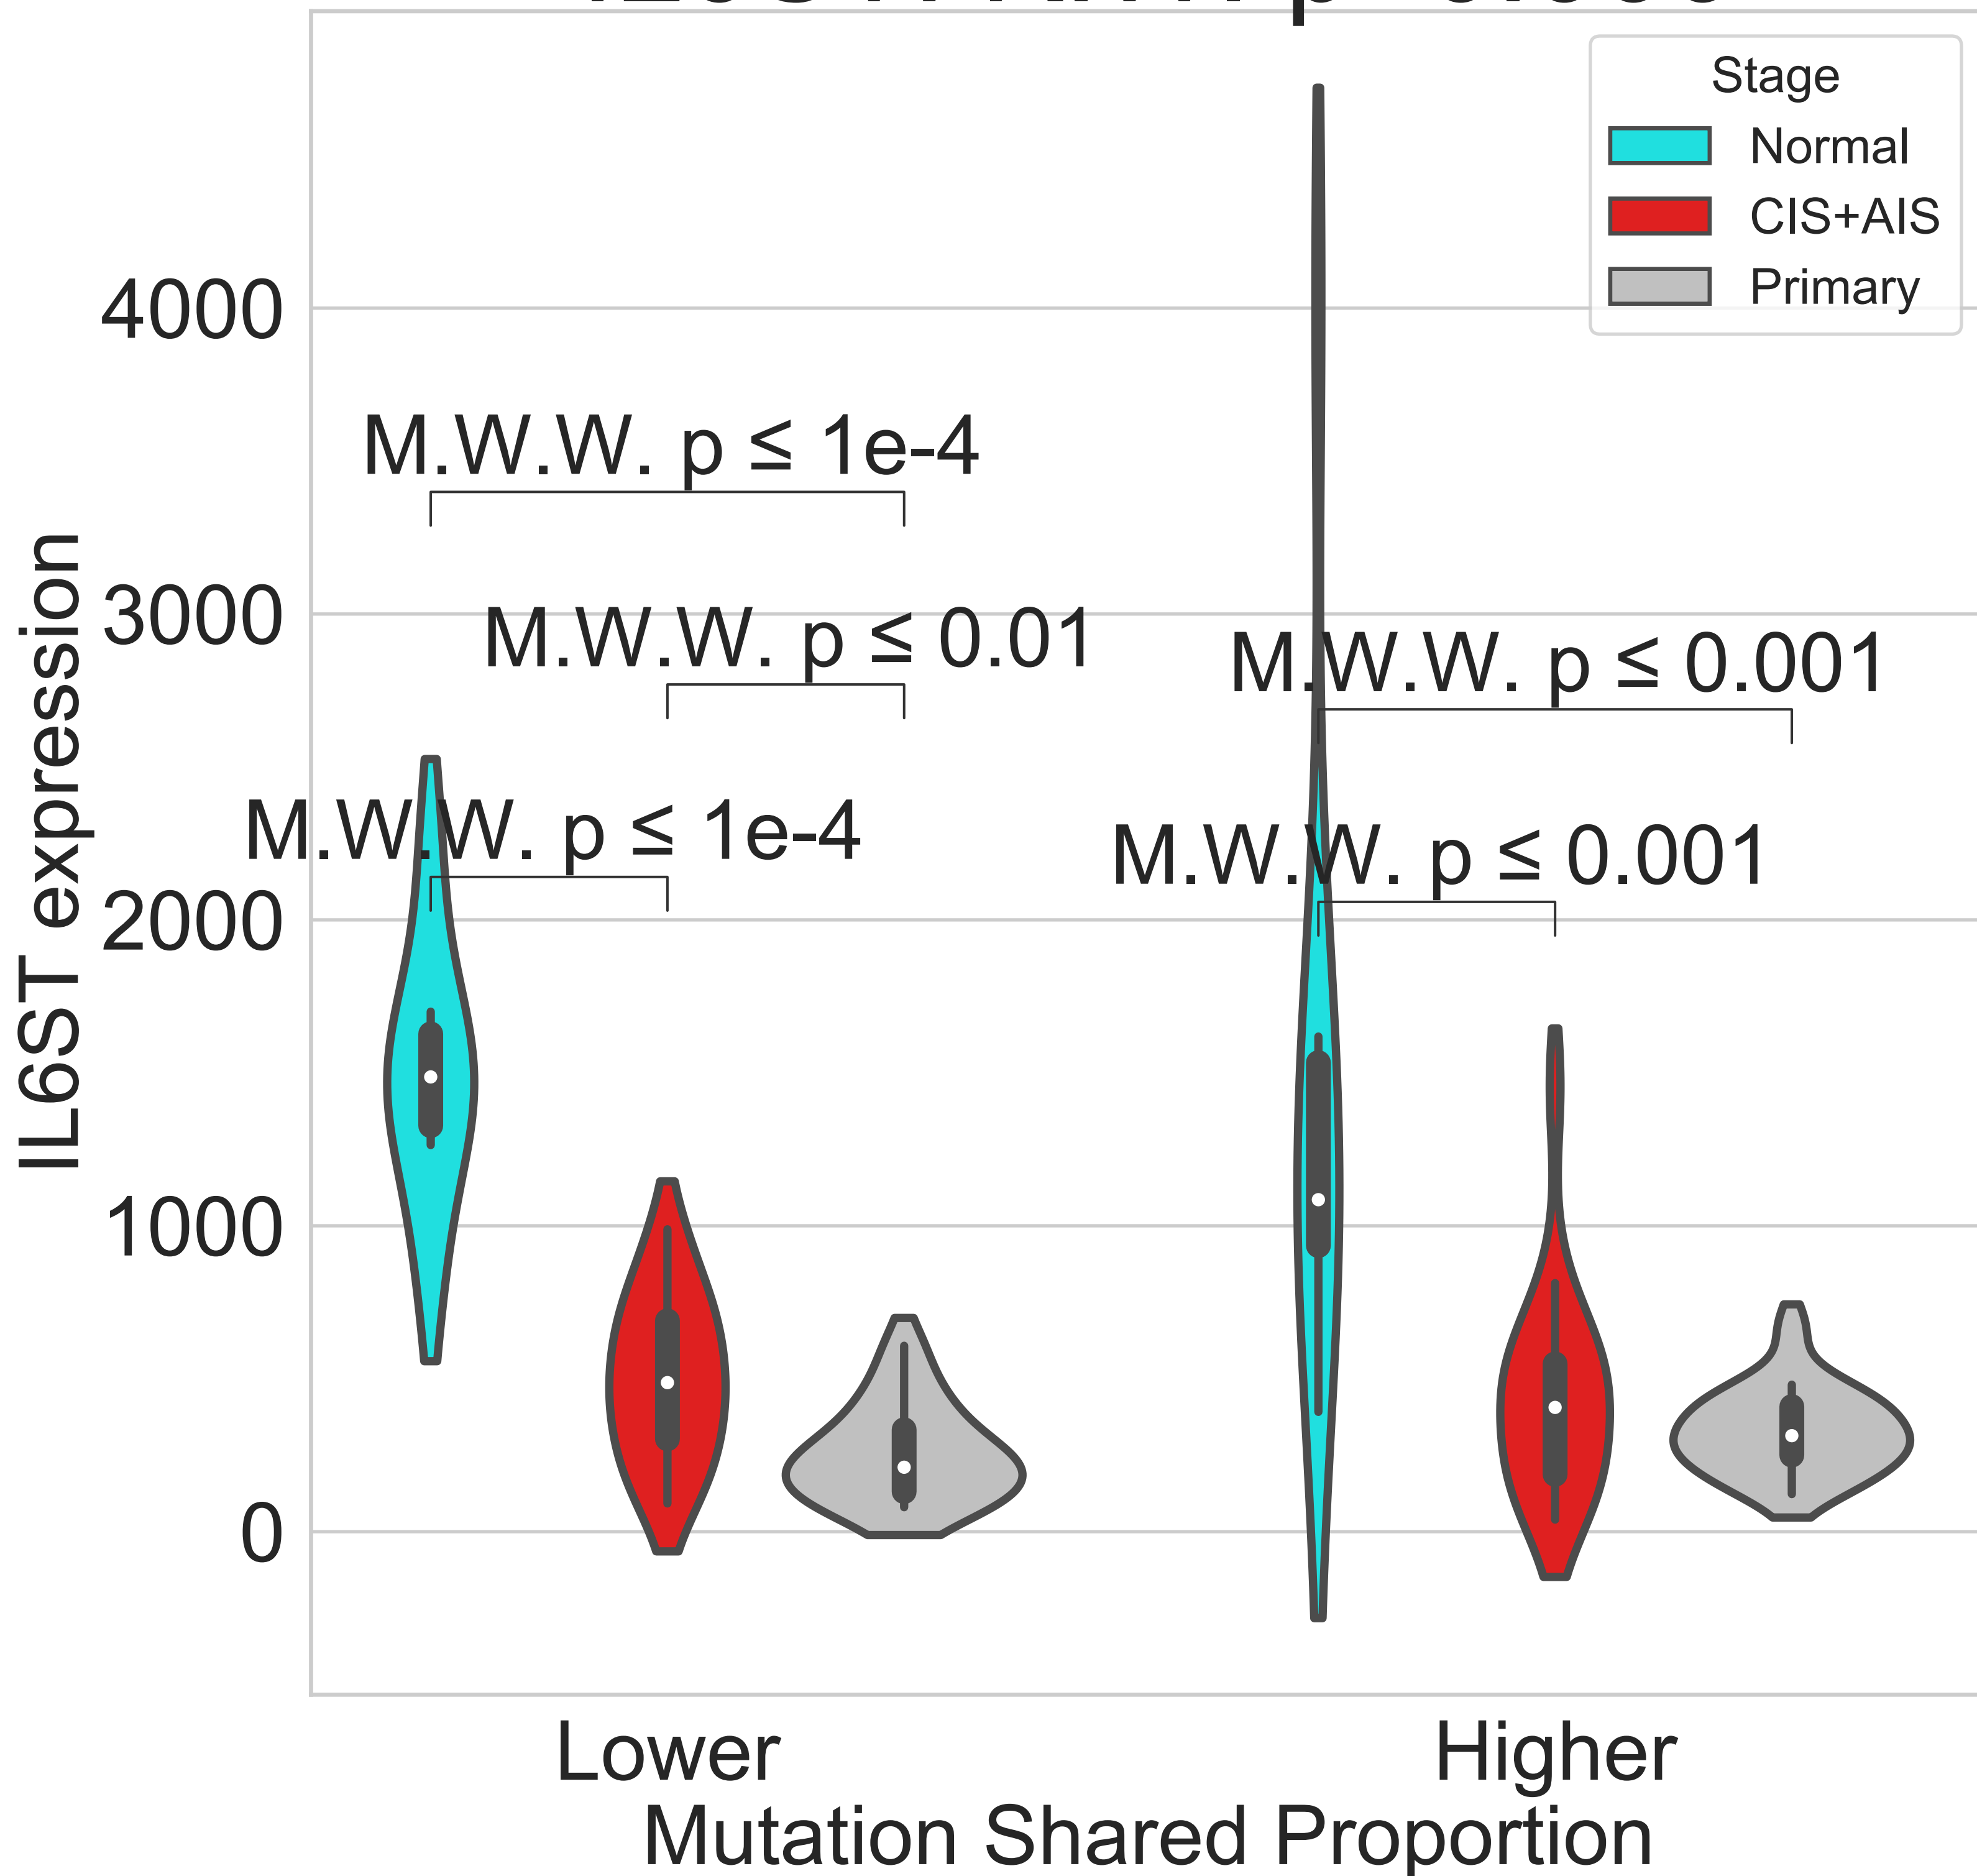 Stage
Normal
CIS+AIS
Primary
IL6ST expression
4000
3000
2000
1000
0
M.W.W. p ≤ 1e-4
M.W.W. p ≤ 0.01
M.W.W. p ≤ 1e-4
M.W.W. p ≤ 0.001
M.W.W. p ≤ 0.001
Lower
Higher
Mutation Shared Proportion